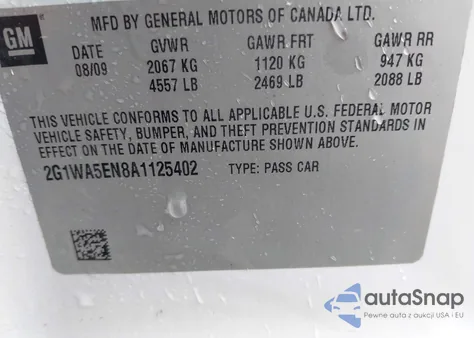 GM
MFD BY GENERAL MOTORS OF CANADA LTD.
DATE GVWR GAWR FRT GAWR RR
08/09 2067 KG 1120 KG 947 KG
4557 LB 2469 LB 2088 LB
THIS VEHICLE CONFORMS TO ALL APPLICABLE U.S. FEDERAL MOTOR
VEHICLE SAFETY, BUMPER, AND THEFT PREVENTION STANDARDS IN
EFFECT ON THE DATE OF MANUFACTURE SHOWN ABOVE.
2G1WA5EN8A1125402 TYPE: PASS CAR
autoSnap
Pewne auta z aukcji USA i EU